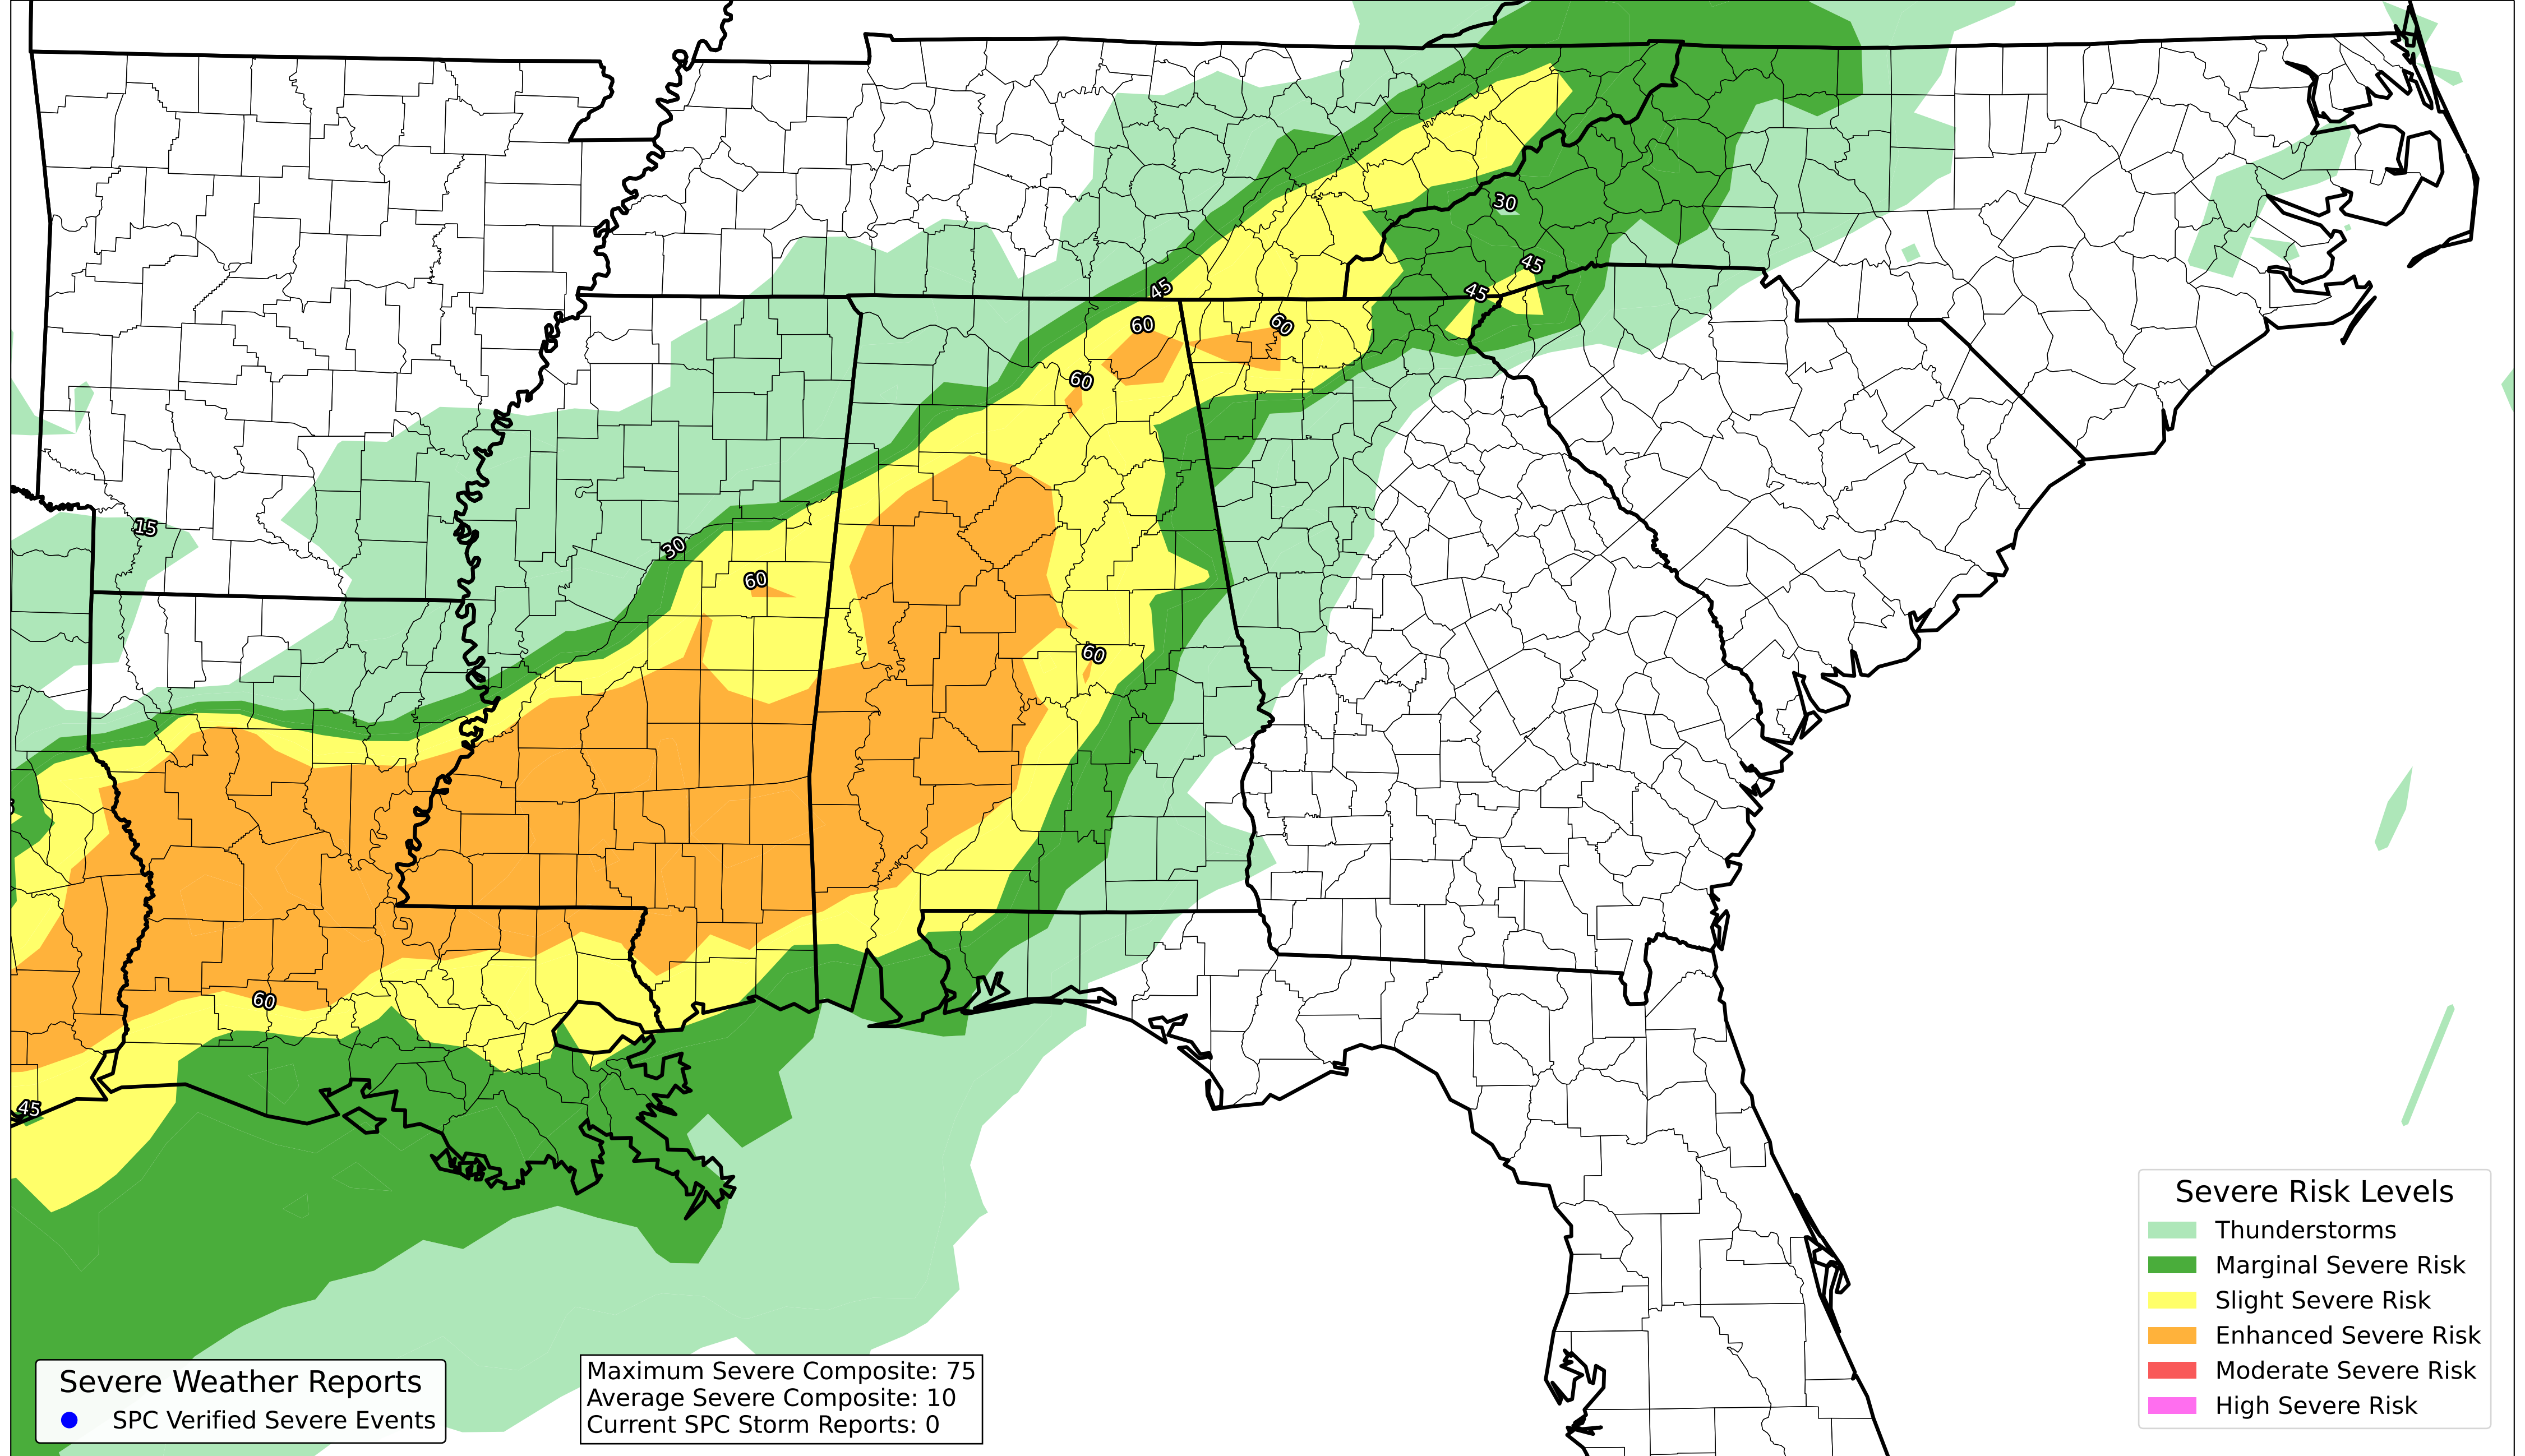 30
45
45
45
60
60
60
15
30
60
60
60
45
Severe Risk Levels
Thunderstorms
Marginal Severe Risk
Slight Severe Risk
Enhanced Severe Risk
Moderate Severe Risk
High Severe Risk
Severe Weather Reports
SPC Verified Severe Events
Maximum Severe Composite: 75
Average Severe Composite: 10
Current SPC Storm Reports: 0